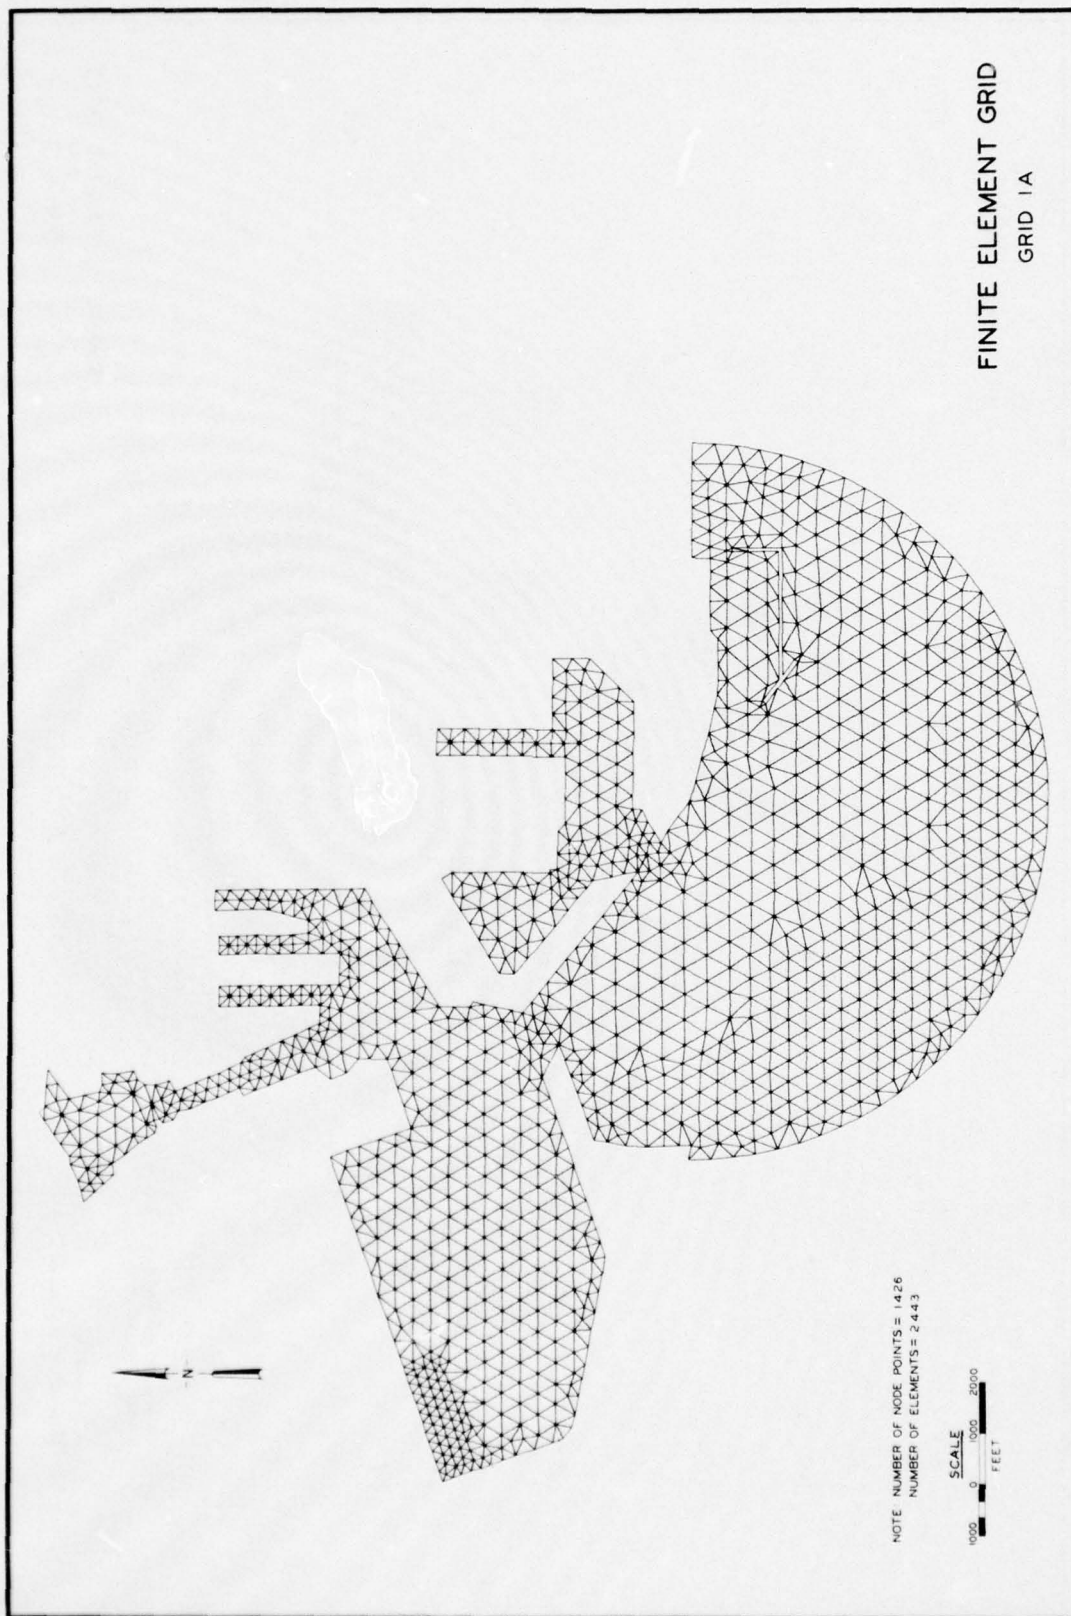 FINITE ELEMENT GRID
GRID 1A
N
NOTE: NUMBER OF NODE POINTS = 1426
NUMBER OF ELEMENTS = 2443
SCALE
1000 0 1000 2000
FEET